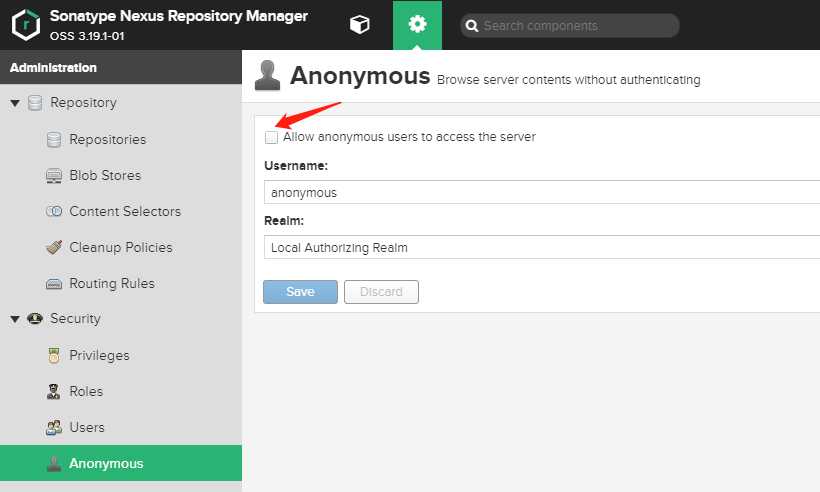 Sonatype Nexus Repository Manager
OSS 3.19.1-01
Search components
Administration
Repository
Repositories
Blob Stores
Content Selectors
Cleanup Policies
Routing Rules
Security
Privileges
Roles
Users
Anonymous
Anonymous Browse server contents without authenticating
Allow anonymous users to access the server
Username:
anonymous
Realm:
Local Authorizing Realm
Save Discard